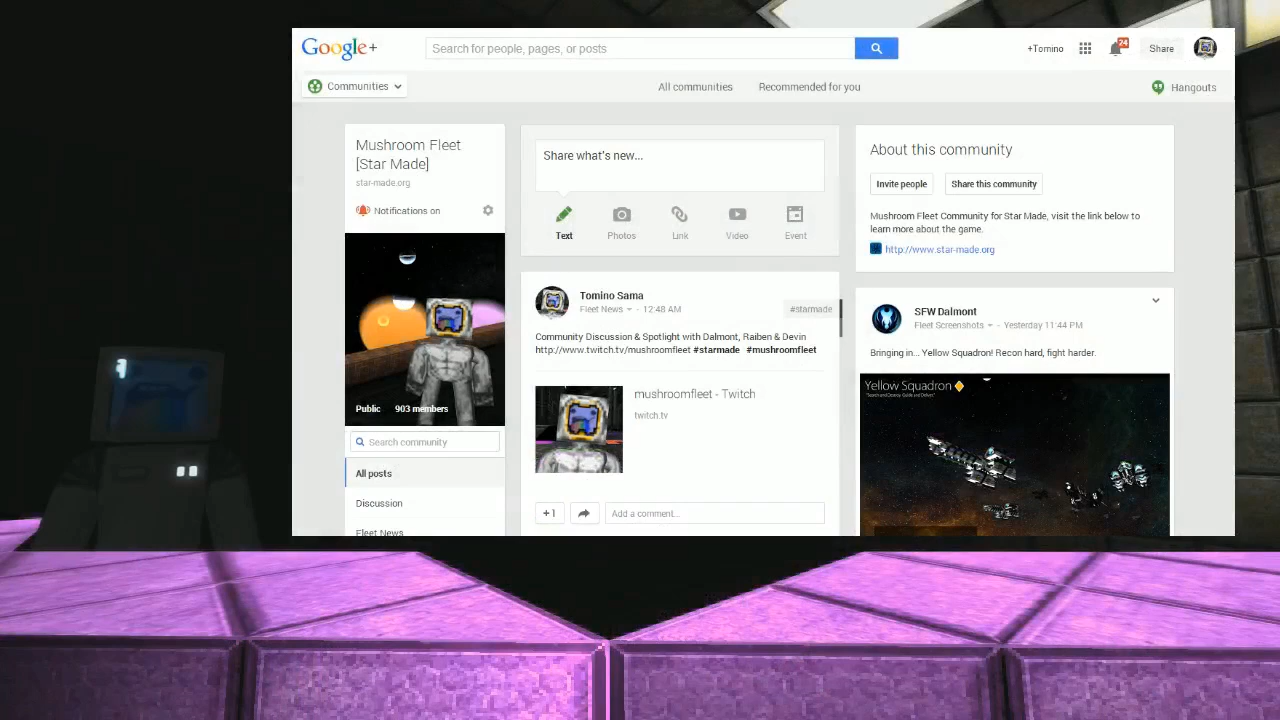 Google+
Search for people, pages, or posts
+Tomino
24
Share
Communities
All communities
Recommended for you
Hangouts
Mushroom Fleet
[Star Made]
star-made.org
Notifications on
Public 903 members
Search community
All posts
Discussion
Fleet News
Share what's new...
Text
Photos
Link
Video
Event
Tomino Sama
Fleet News - 12:48 AM
#starmade
Community Discussion & Spotlight with Dalmont, Raiben & Devin
http://www.twitch.tv/mushroomfleet #starmade #mushroomfleet
mushroomfleet - Twitch
twitch.tv
+1
Add a comment...
About this community
Invite people
Share this community
Mushroom Fleet Community for Star Made, visit the link below to
learn more about the game.
http://www.star-made.org
SFW Dalmont
Fleet Screenshots - Yesterday 11:44 PM
Bringing in... Yellow Squadron! Recon hard, fight harder.
Yellow Squadron